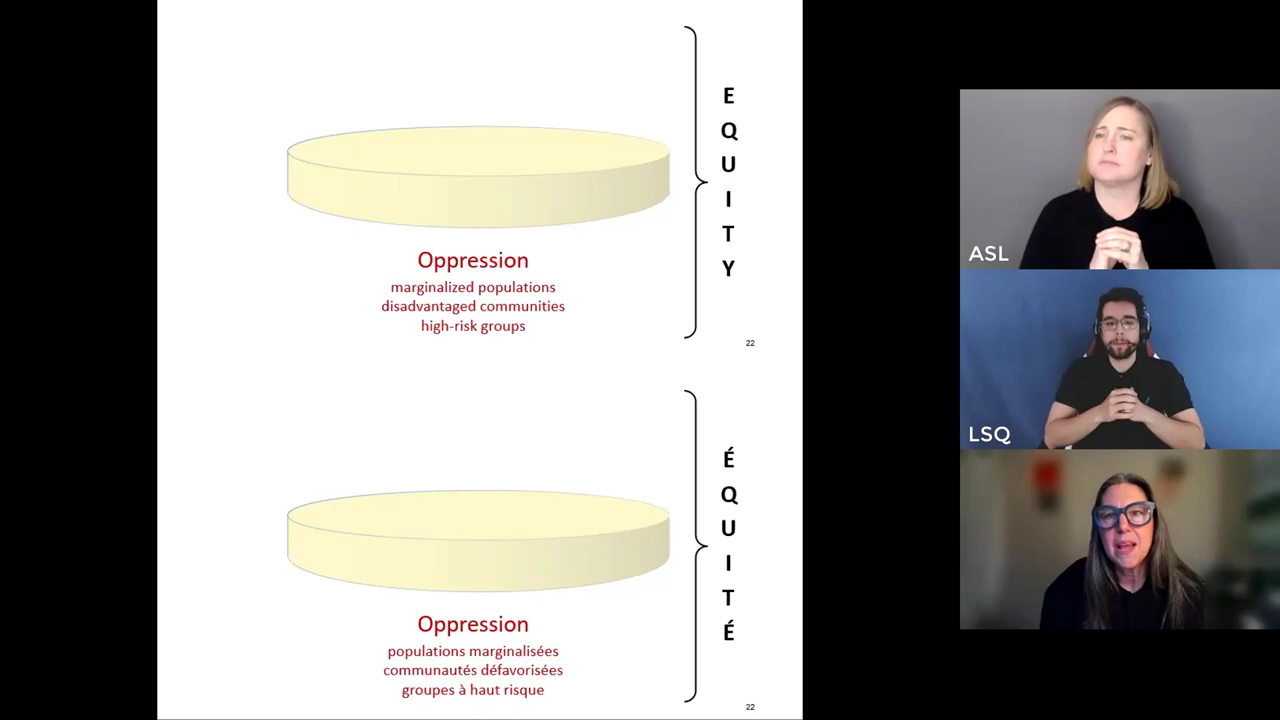 E
Q
U
I
T
Y
Oppression
marginalized populations
disadvantaged communities
high-risk groups
22
É
Q
U
I
T
É
Oppression
populations marginalisées
communautés défavorisées
groupes à haut risque
22
ASL
LSQ